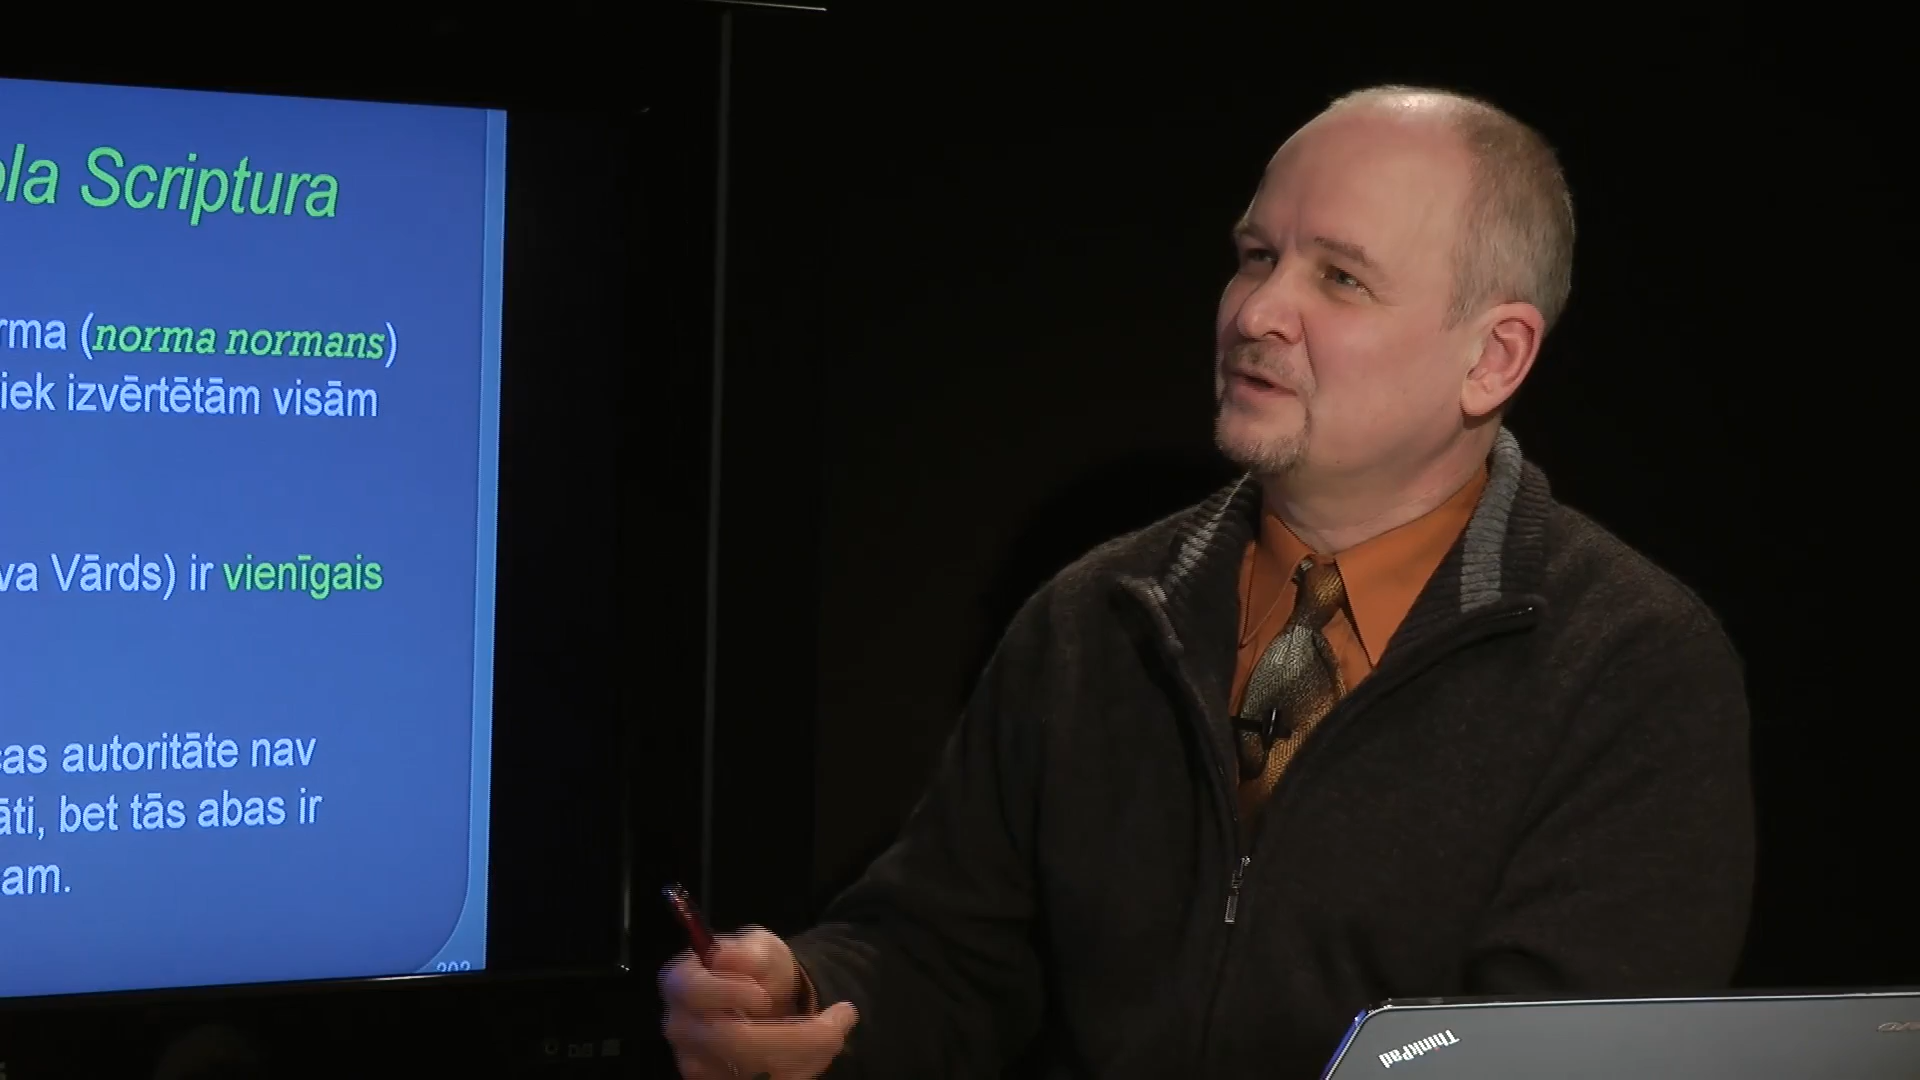 ola Scriptura
rma (norma normans)
iek izvērtētām visām
va Vārds) ir vienīgais
as autoritāte nav
āti, bet tās abas ir
am.
ThinkPad